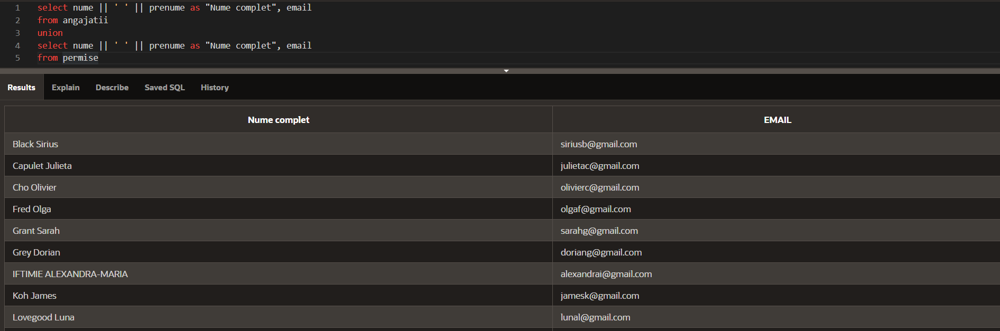 1 select nume || ' ' || prenume as "Nume complet", email
2 from angajatii
3 union
4 select nume || ' ' || prenume as "Nume complet", email
5 from permise
Results Explain Describe Saved SQL History
Nume complet EMAIL
Black Sirius siriusb@gmail.com
Capulet Julieta julietac@gmail.com
Cho Olivier olivierc@gmail.com
Fred Olga olgaf@gmail.com
Grant Sarah sarahg@gmail.com
Grey Dorian doriang@gmail.com
IFTIMIE ALEXANDRA-MARIA alexandrai@gmail.com
Koh James jamesk@gmail.com
Lovegood Luna lunal@gmail.com